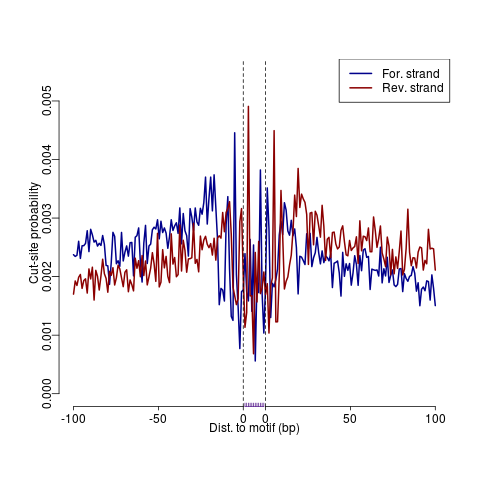 For. strand
Rev. strand
Cut-site probability
0.005
0.004
0.003
0.002
0.001
0.000
-100 -50 0 0 50 100
Dist. to motif (bp)